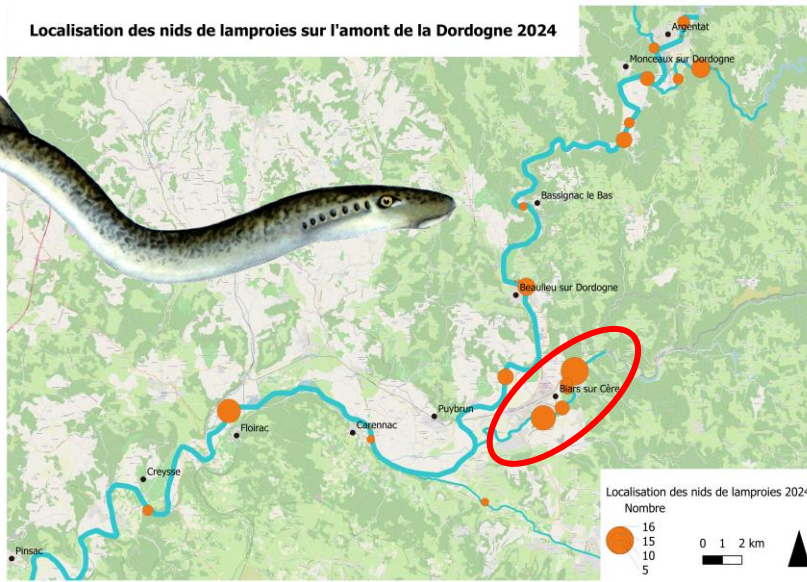 Localisation des nids de lamproies sur l'amont de la Dordogne 2024
Argentat
Monceaux sur Dordogne
Bassignac le Bas
Beaulieu sur Dordogne
Biars sur Cère
Puybrun
Carennac
Floirac
Creysse
Pinsac
Localisation des nids de lamproies 2024
Nombre
16
15
10
5
0 1 2 km